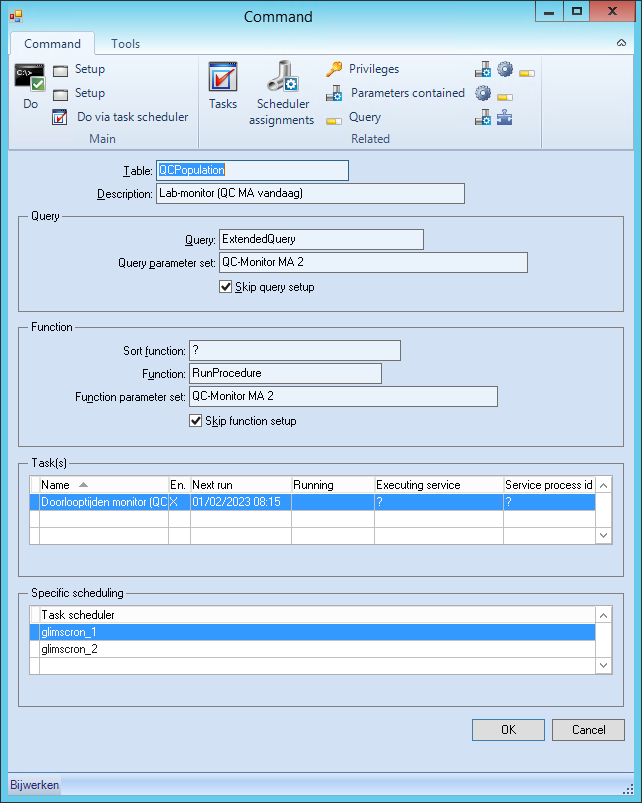 Command
Command Tools
C:\>
Do
Setup
Setup
Do via task scheduler
Main
Tasks
Scheduler
assignments
Privileges
Parameters contained
Query
Related
Table: QCPopulation
Description: Lab-monitor (QC MA vandaag)
Query
Query: ExtendedQuery
Query parameter set: QC-Monitor MA 2
Skip query setup
Function
Sort function: ?
Function: RunProcedure
Function parameter set: QC-Monitor MA 2
Skip function setup
Task(s)
Name En. Next run Running Executing service Service process id
Doorlooptijden monitor (QC X 01/02/2023 08:15 ? ?
Specific scheduling
Task scheduler
glimscron_1
glimscron_2
OK Cancel
Bijwerken